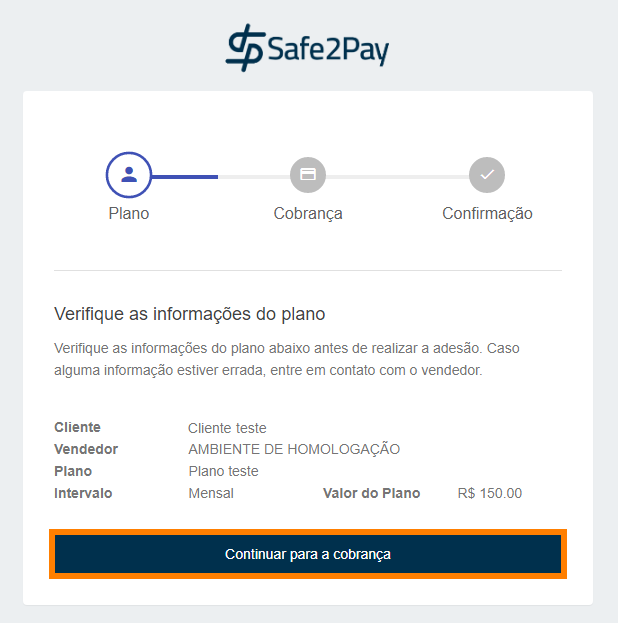 Safe2Pay
Plano Cobrança Confirmação
Verifique as informações do plano
Verifique as informações do plano abaixo antes de realizar a adesão. Caso
alguma informação estiver errada, entre em contato com o vendedor.
Cliente Cliente teste
Vendedor AMBIENTE DE HOMOLOGAÇÃO
Plano Plano teste
Intervalo Mensal Valor do Plano R$ 150.00
Continuar para a cobrança